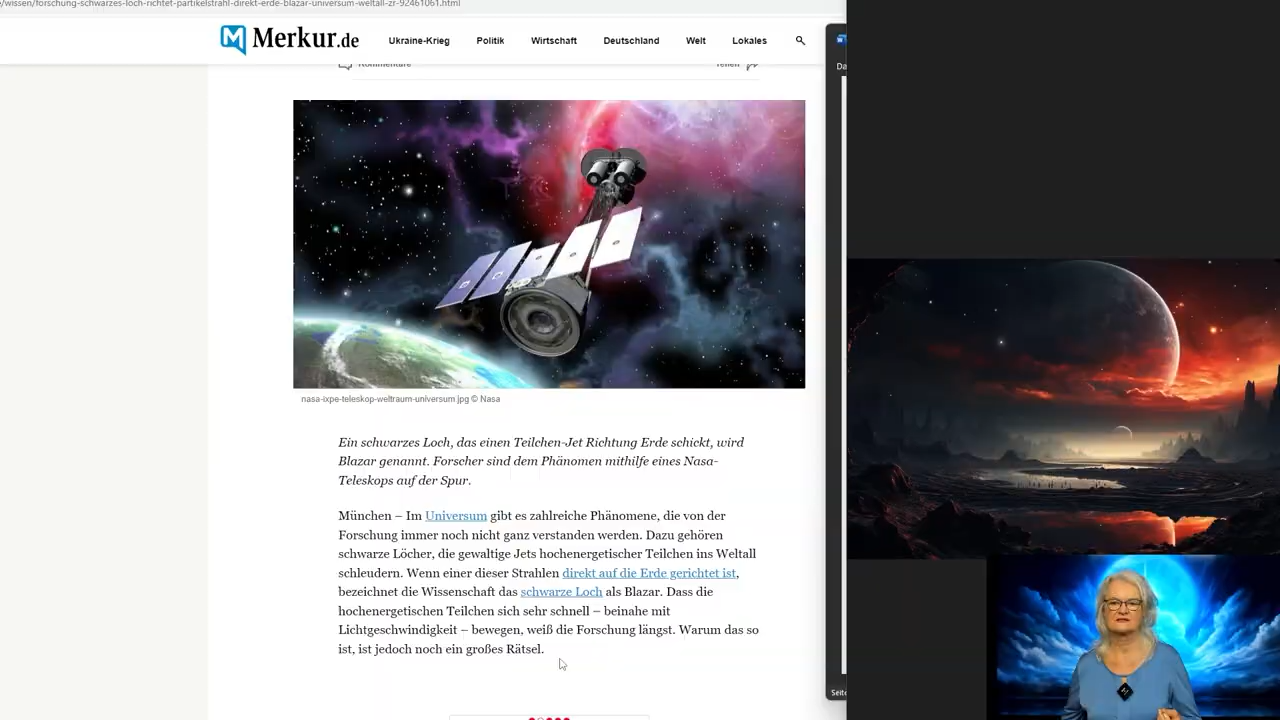 /wissen/forschung-schwarzes-loch-richtet-partikelstrahl-direkt-erde-blazar-universum-weltall-zr-92461061.html
Merkur.de
Ukraine-Krieg Politik Wirtschaft Deutschland Welt Lokales
Da
Kommentare Teilen
nasa-ixpe-teleskop-weltraum-universum.jpg © Nasa
Ein schwarzes Loch, das einen Teilchen-Jet Richtung Erde schickt, wird
Blazar genannt. Forscher sind dem Phänomen mithilfe eines Nasa-
Teleskops auf der Spur.
München – Im Universum gibt es zahlreiche Phänomene, die von der
Forschung immer noch nicht ganz verstanden werden. Dazu gehören
schwarze Löcher, die gewaltige Jets hochenergetischer Teilchen ins Weltall
schleudern. Wenn einer dieser Strahlen direkt auf die Erde gerichtet ist,
bezeichnet die Wissenschaft das schwarze Loch als Blazar. Dass die
hochenergetischen Teilchen sich sehr schnell – beinahe mit
Lichtgeschwindigkeit – bewegen, weiß die Forschung längst. Warum das so
ist, ist jedoch noch ein großes Rätsel.
Seite